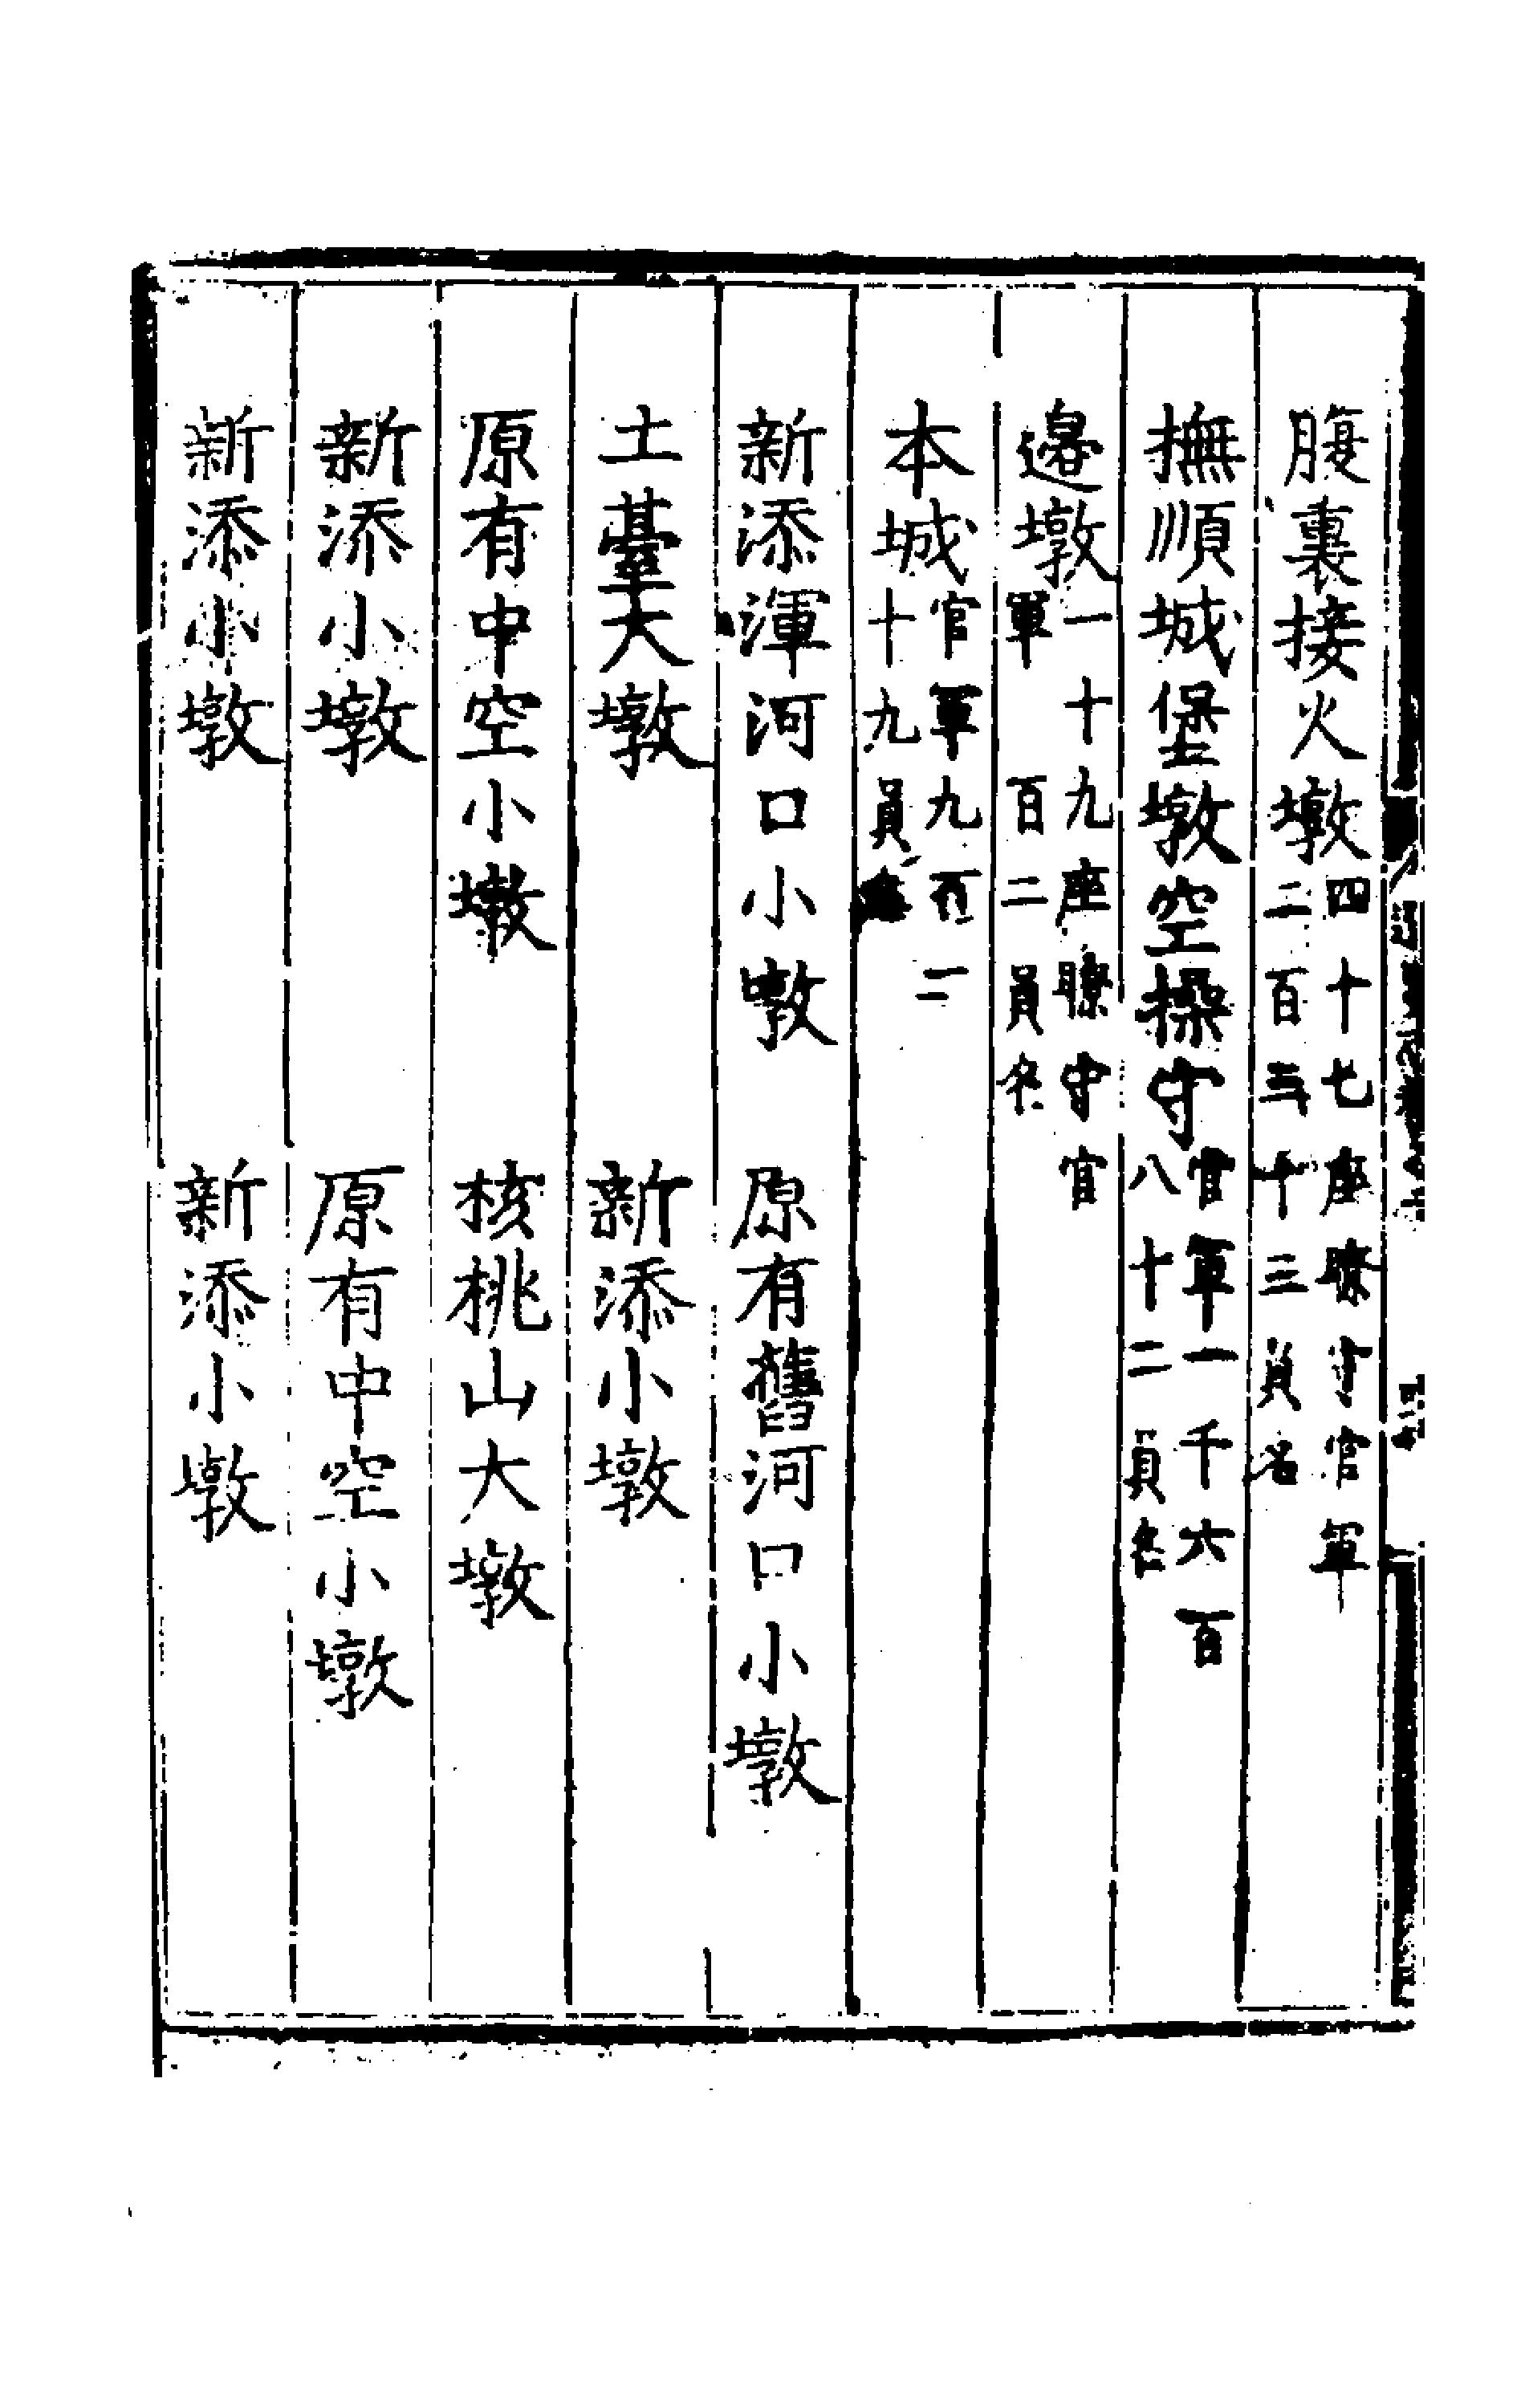 腹裏接火墩四十七座瞭守官軍二百三十三員名
撫順城堡墩空操守官軍一千六百八十二員名
邊墩一十九座瞭守官軍 百二員名
本城官軍九百二十九員
新添渾河口小墩 原有舊河口小墩
土臺大墩 新添小墩
原有中空小墩 核桃山大墩
新添小墩 原有中空小墩
新添小墩 新添小墩